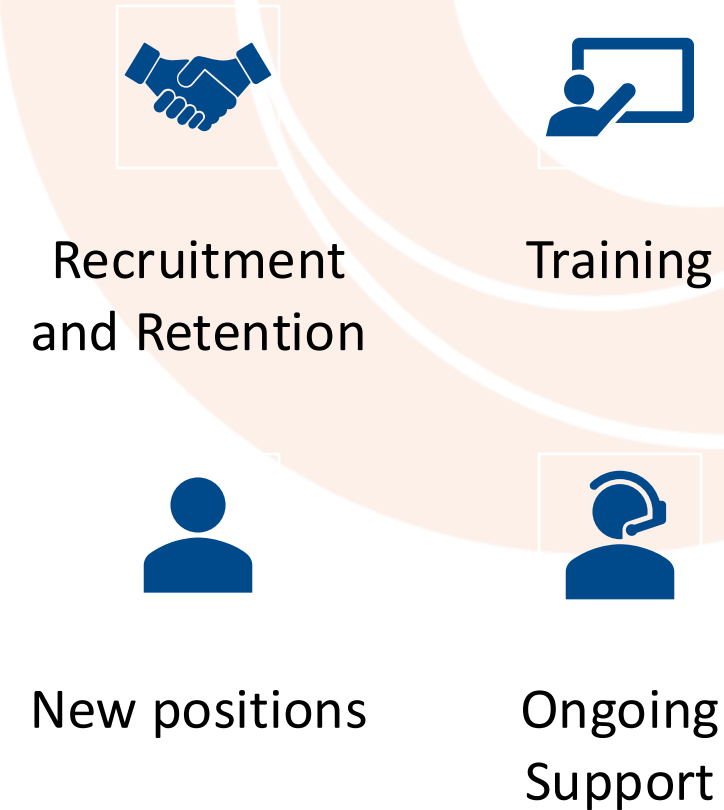 Recruitment
and Retention
Training
New positions
Ongoing
Support